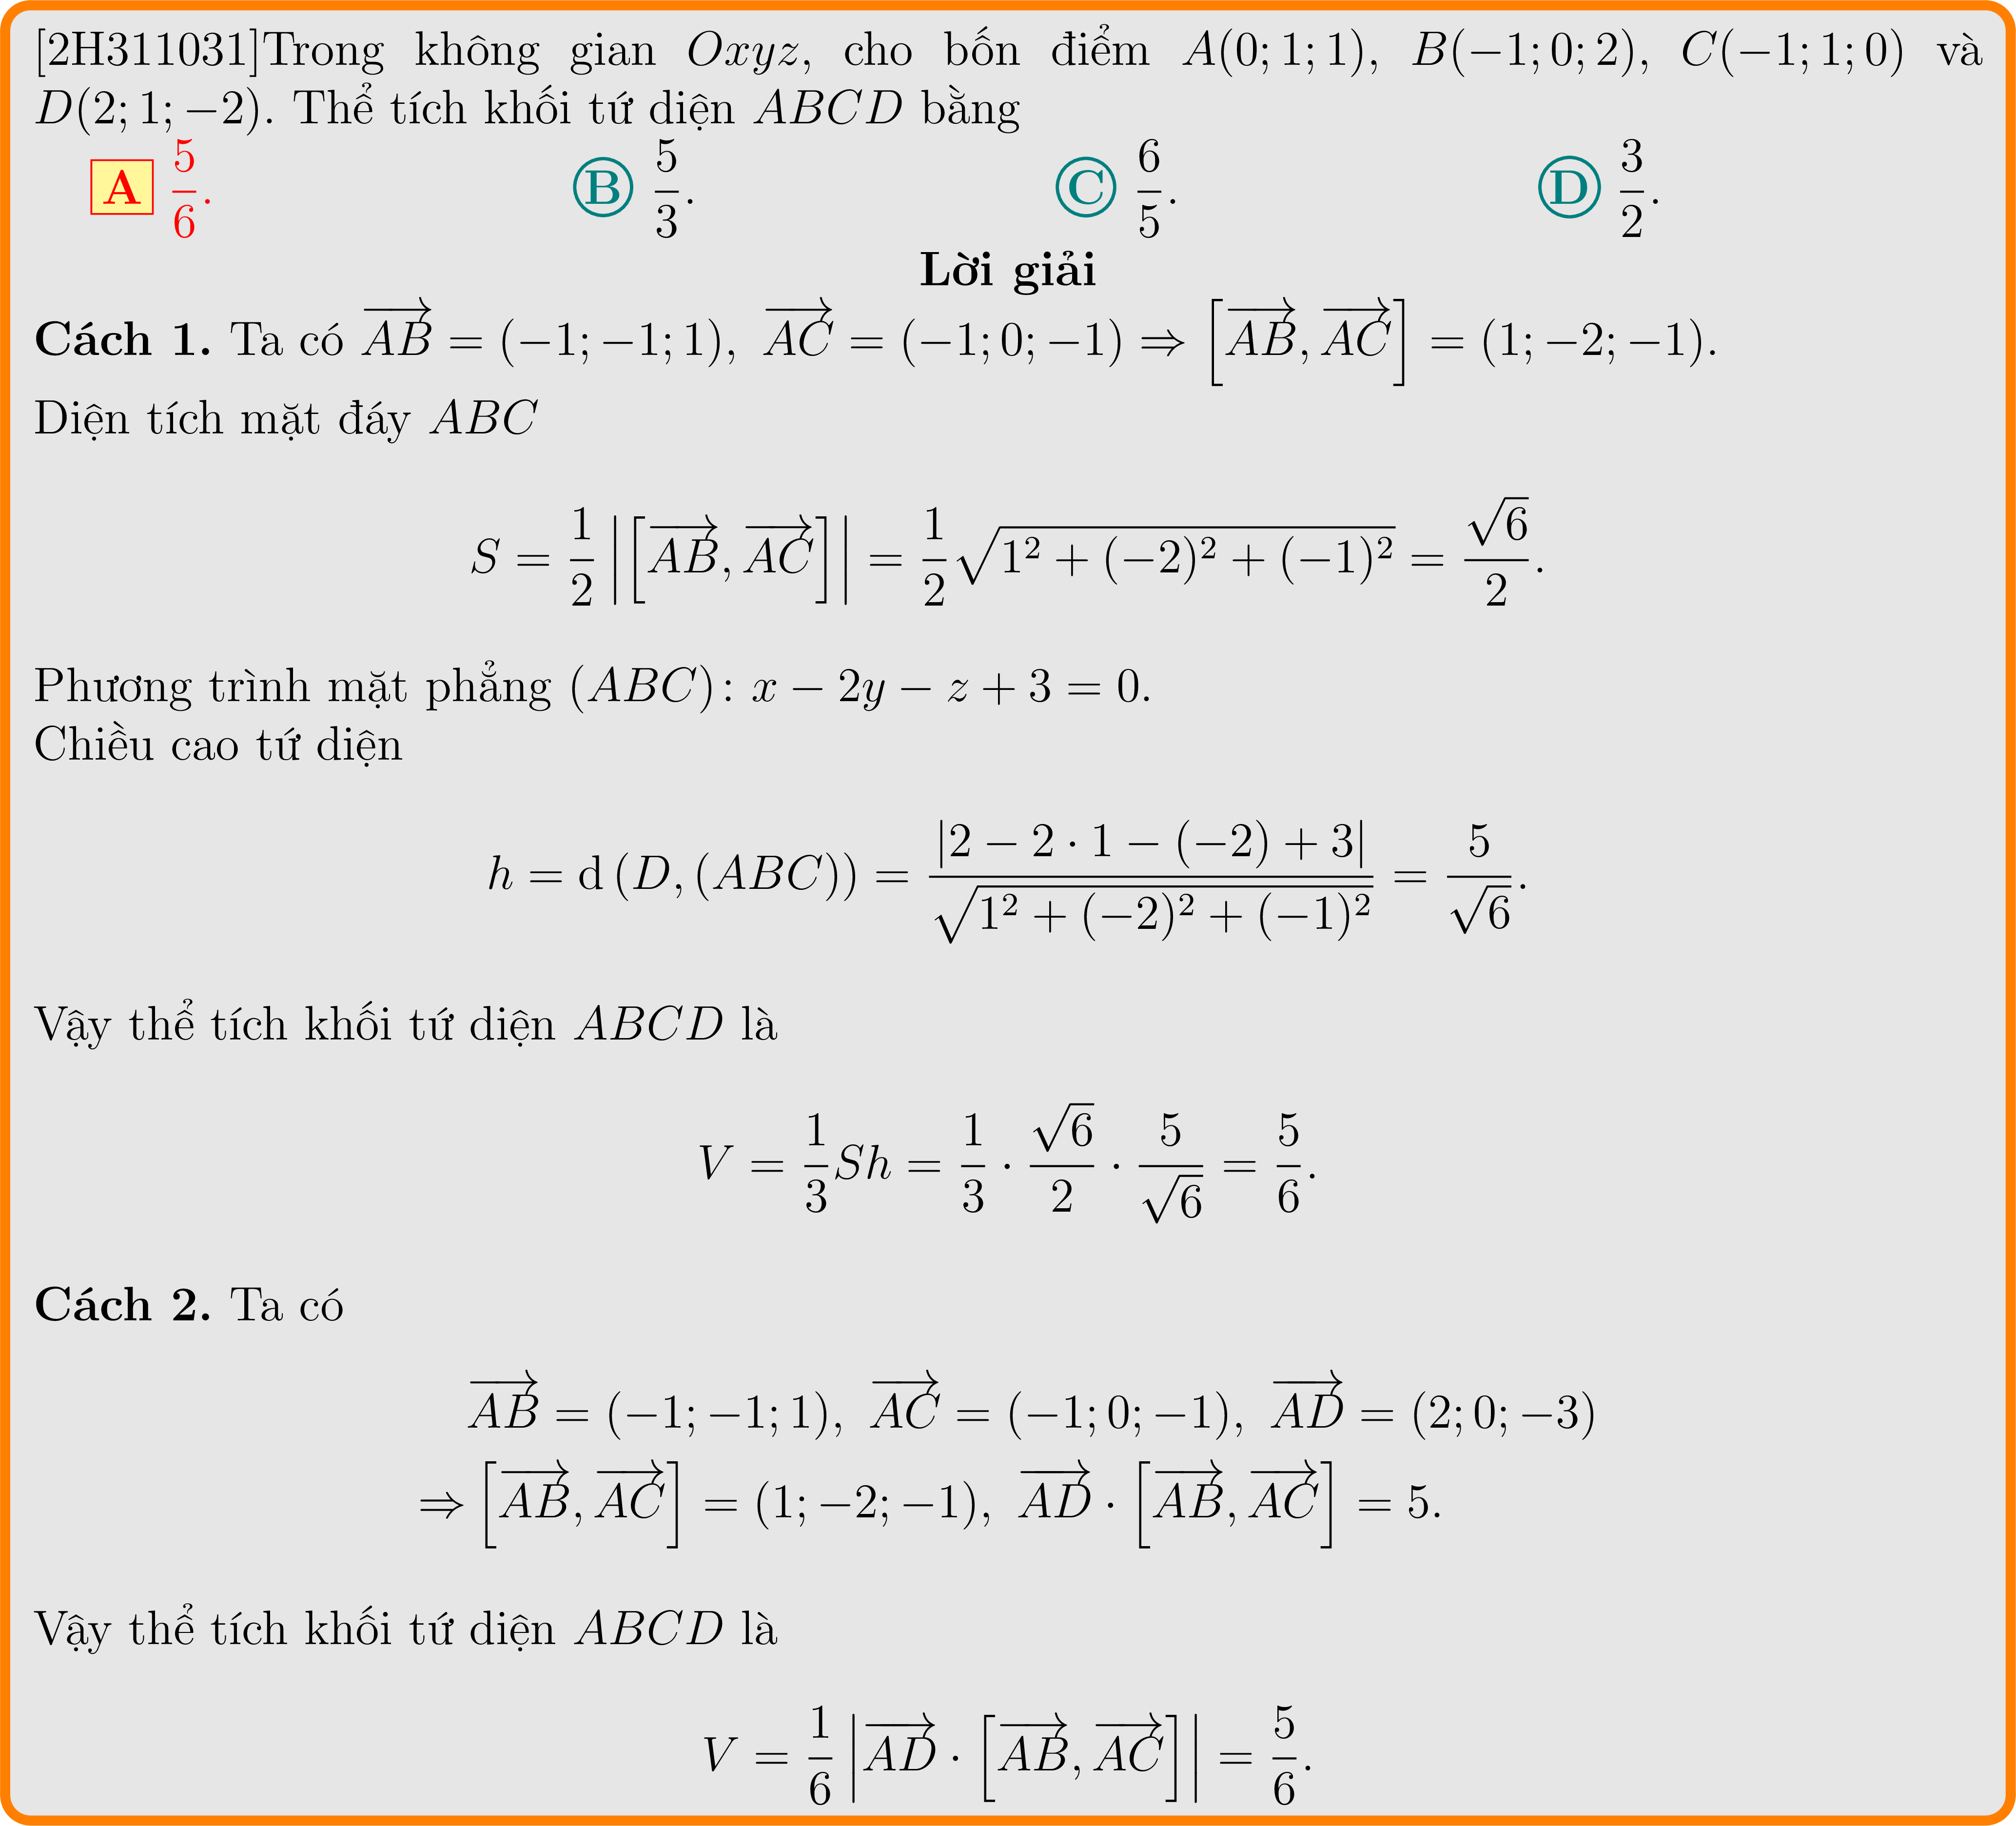 [2H311031]Trong không gian Oxyz, cho bốn điểm A(0; 1; 1), B(−1; 0; 2), C(−1; 1; 0) và
D(2; 1; −2). Thể tích khối tứ diện ABCD bằng
A $\frac{5}{6}$. B $\frac{5}{3}$. C $\frac{6}{5}$. D $\frac{3}{2}$.
Lời giải
Cách 1. Ta có $\overrightarrow{AB} = (-1; -1; 1), \overrightarrow{AC} = (-1; 0; -1) \Rightarrow \left[\overrightarrow{AB}, \overrightarrow{AC}\right] = (1; -2; -1)$.
Diện tích mặt đáy ABC
$S = \frac{1}{2}\left|\left[\overrightarrow{AB}, \overrightarrow{AC}\right]\right| = \frac{1}{2}\sqrt{1^2 + (-2)^2 + (-1)^2} = \frac{\sqrt{6}}{2}.$
Phương trình mặt phẳng (ABC): x − 2y − z + 3 = 0.
Chiều cao tứ diện
$h = \mathrm{d}(D, (ABC)) = \frac{|2 - 2 \cdot 1 - (-2) + 3|}{\sqrt{1^2 + (-2)^2 + (-1)^2}} = \frac{5}{\sqrt{6}}.$
Vậy thể tích khối tứ diện ABCD là
$V = \frac{1}{3}Sh = \frac{1}{3} \cdot \frac{\sqrt{6}}{2} \cdot \frac{5}{\sqrt{6}} = \frac{5}{6}.$
Cách 2. Ta có
$\overrightarrow{AB} = (-1; -1; 1), \overrightarrow{AC} = (-1; 0; -1), \overrightarrow{AD} = (2; 0; -3)$
$\Rightarrow \left[\overrightarrow{AB}, \overrightarrow{AC}\right] = (1; -2; -1), \overrightarrow{AD} \cdot \left[\overrightarrow{AB}, \overrightarrow{AC}\right] = 5.$
Vậy thể tích khối tứ diện ABCD là
$V = \frac{1}{6}\left|\overrightarrow{AD} \cdot \left[\overrightarrow{AB}, \overrightarrow{AC}\right]\right| = \frac{5}{6}.$